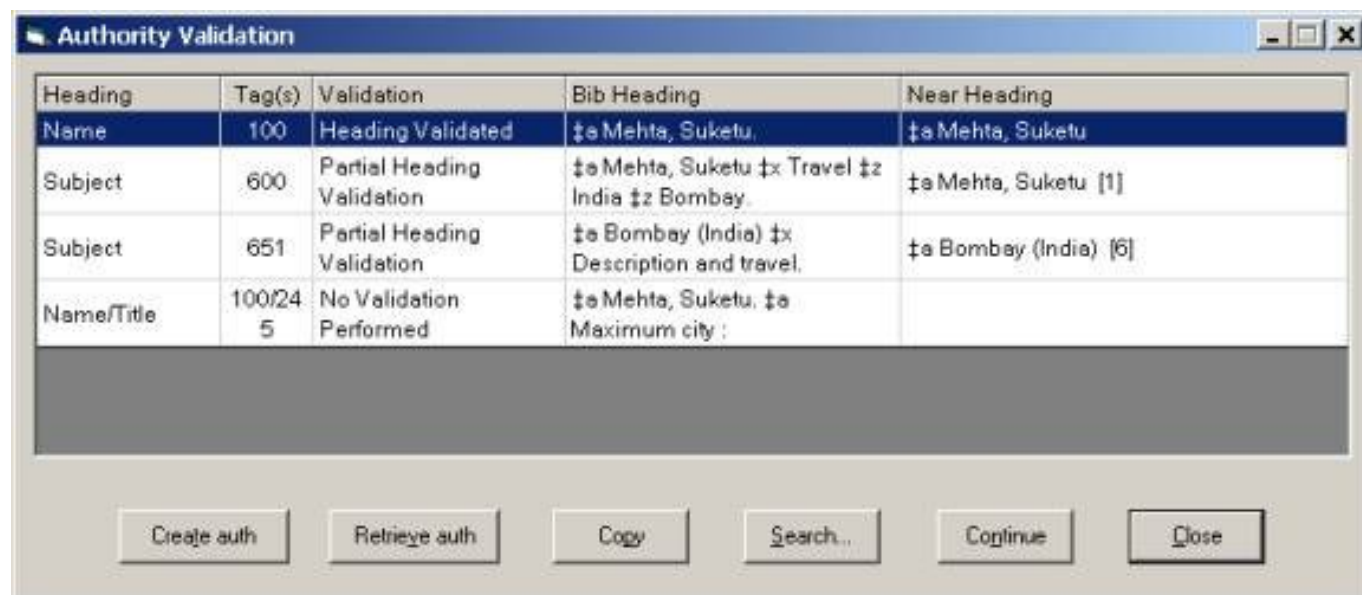 Authority Validation
Heading Tag(s) Validation Bib Heading Near Heading
Name 100 Heading Validated ‡a Mehta, Suketu. ‡a Mehta, Suketu
Subject 600 Partial Heading Validation ‡a Mehta, Suketu ‡x Travel ‡z India ‡z Bombay. ‡a Mehta, Suketu [1]
Subject 651 Partial Heading Validation ‡a Bombay (India) ‡x Description and travel. ‡a Bombay (India) [6]
Name/Title 100/245 No Validation Performed ‡a Mehta, Suketu. ‡a Maximum city :
Create auth Retrieve auth Copy Search... Continue Close